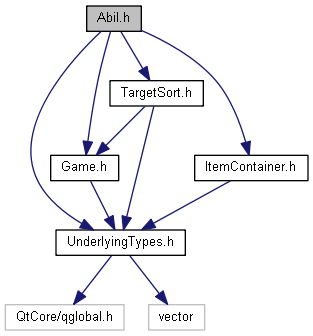 Abil.h
TargetSort.h
Game.h
ItemContainer.h
UnderlyingTypes.h
QtCore/qglobal.h
vector